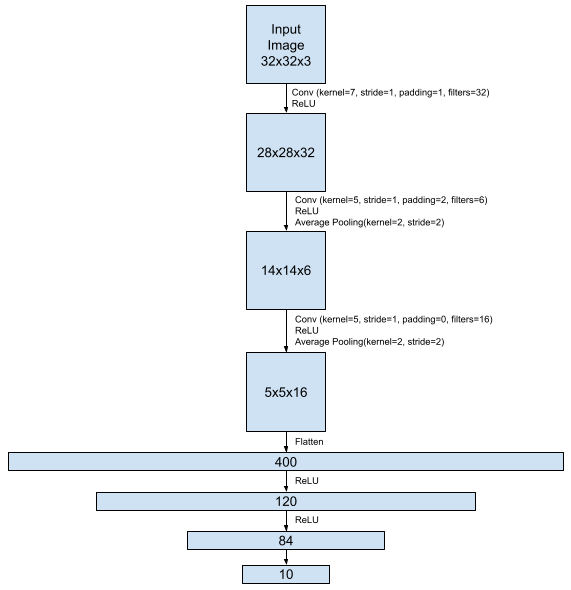 Input
Image
32x32x3
Conv (kernel=7, stride=1, padding=1, filters=32)
ReLU
28x28x32
Conv (kernel=5, stride=1, padding=2, filters=6)
ReLU
Average Pooling(kernel=2, stride=2)
14x14x6
Conv (kernel=5, stride=1, padding=0, filters=16)
ReLU
Average Pooling(kernel=2, stride=2)
5x5x16
Flatten
400
ReLU
120
ReLU
84
10